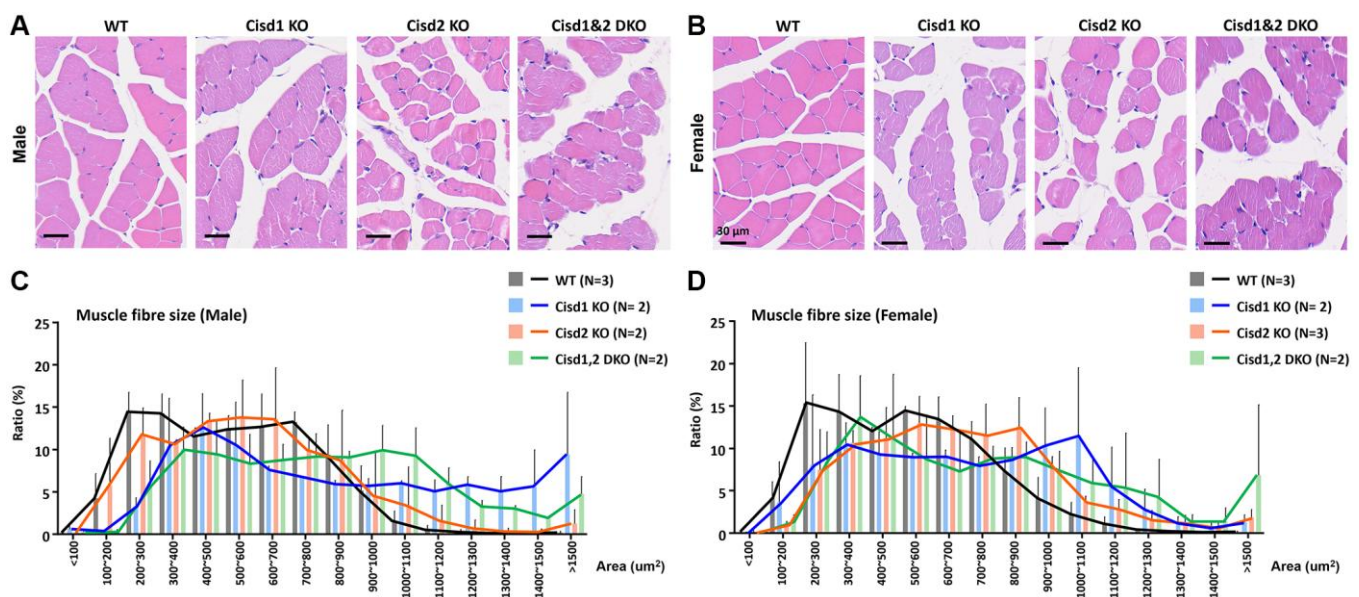 A
WT
Cisd1 KO
Cisd2 KO
Cisd1&2 DKO
Male
B
WT
Cisd1 KO
Cisd2 KO
Cisd1&2 DKO
Female
30 μm
C
WT (N=3)
Cisd1 KO (N= 2)
Cisd2 KO (N=2)
Cisd1,2 DKO (N=2)
Muscle fibre size (Male)
Ratio (%)
25
20
15
10
5
0
<100
100~200
200~300
300~400
400~500
500~600
600~700
700~800
800~900
900~1000
1000~1100
1100~1200
1200~1300
1300~1400
1400~1500
>1500
Area (um²)
D
WT (N=3)
Cisd1 KO (N= 2)
Cisd2 KO (N=3)
Cisd1,2 DKO (N=2)
Muscle fibre size (Female)
Ratio (%)
25
20
15
10
5
0
<100
100~200
200~300
300~400
400~500
500~600
600~700
700~800
800~900
900~1000
1000~1100
1100~1200
1200~1300
1300~1400
1400~1500
>1500
Area (um²)